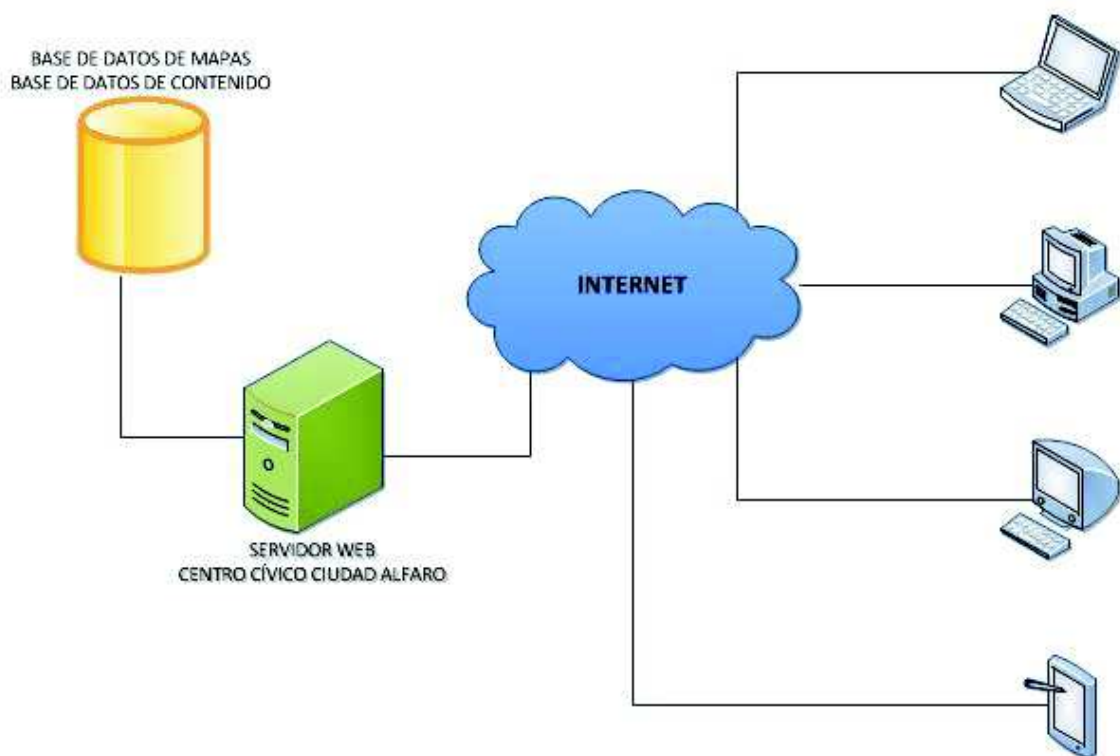 BASE DE DATOS DE MAPAS
BASE DE DATOS DE CONTENIDO
INTERNET
SERVIDOR WEB
CENTRO CÍVICO CIUDAD ALFARO